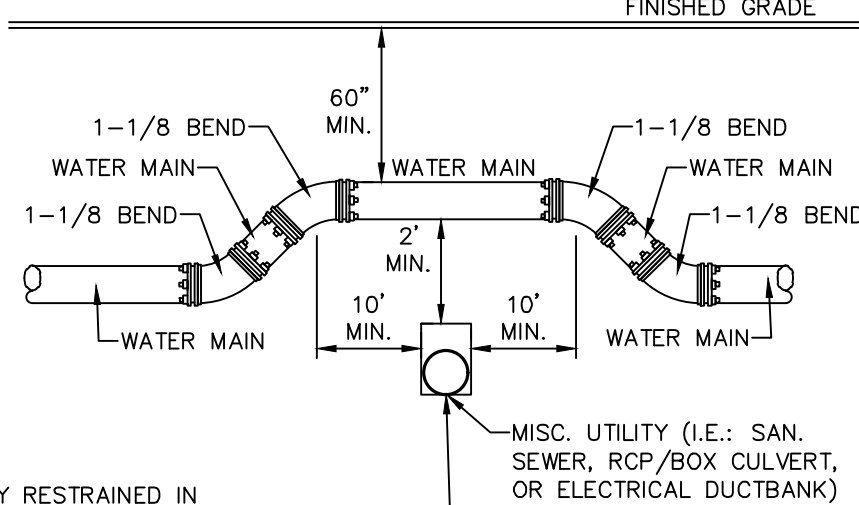 FINISHED GRADE
60"
MIN.
1-1/8 BEND
1-1/8 BEND
WATER MAIN
WATER MAIN
WATER MAIN
1-1/8 BEND
1-1/8 BEND
2'
MIN.
10'
MIN.
10'
MIN.
WATER MAIN
WATER MAIN
MISC. UTILITY (I.E.: SAN.
SEWER, RCP/BOX CULVERT,
OR ELECTRICAL DUCTBANK)
Y RESTRAINED IN